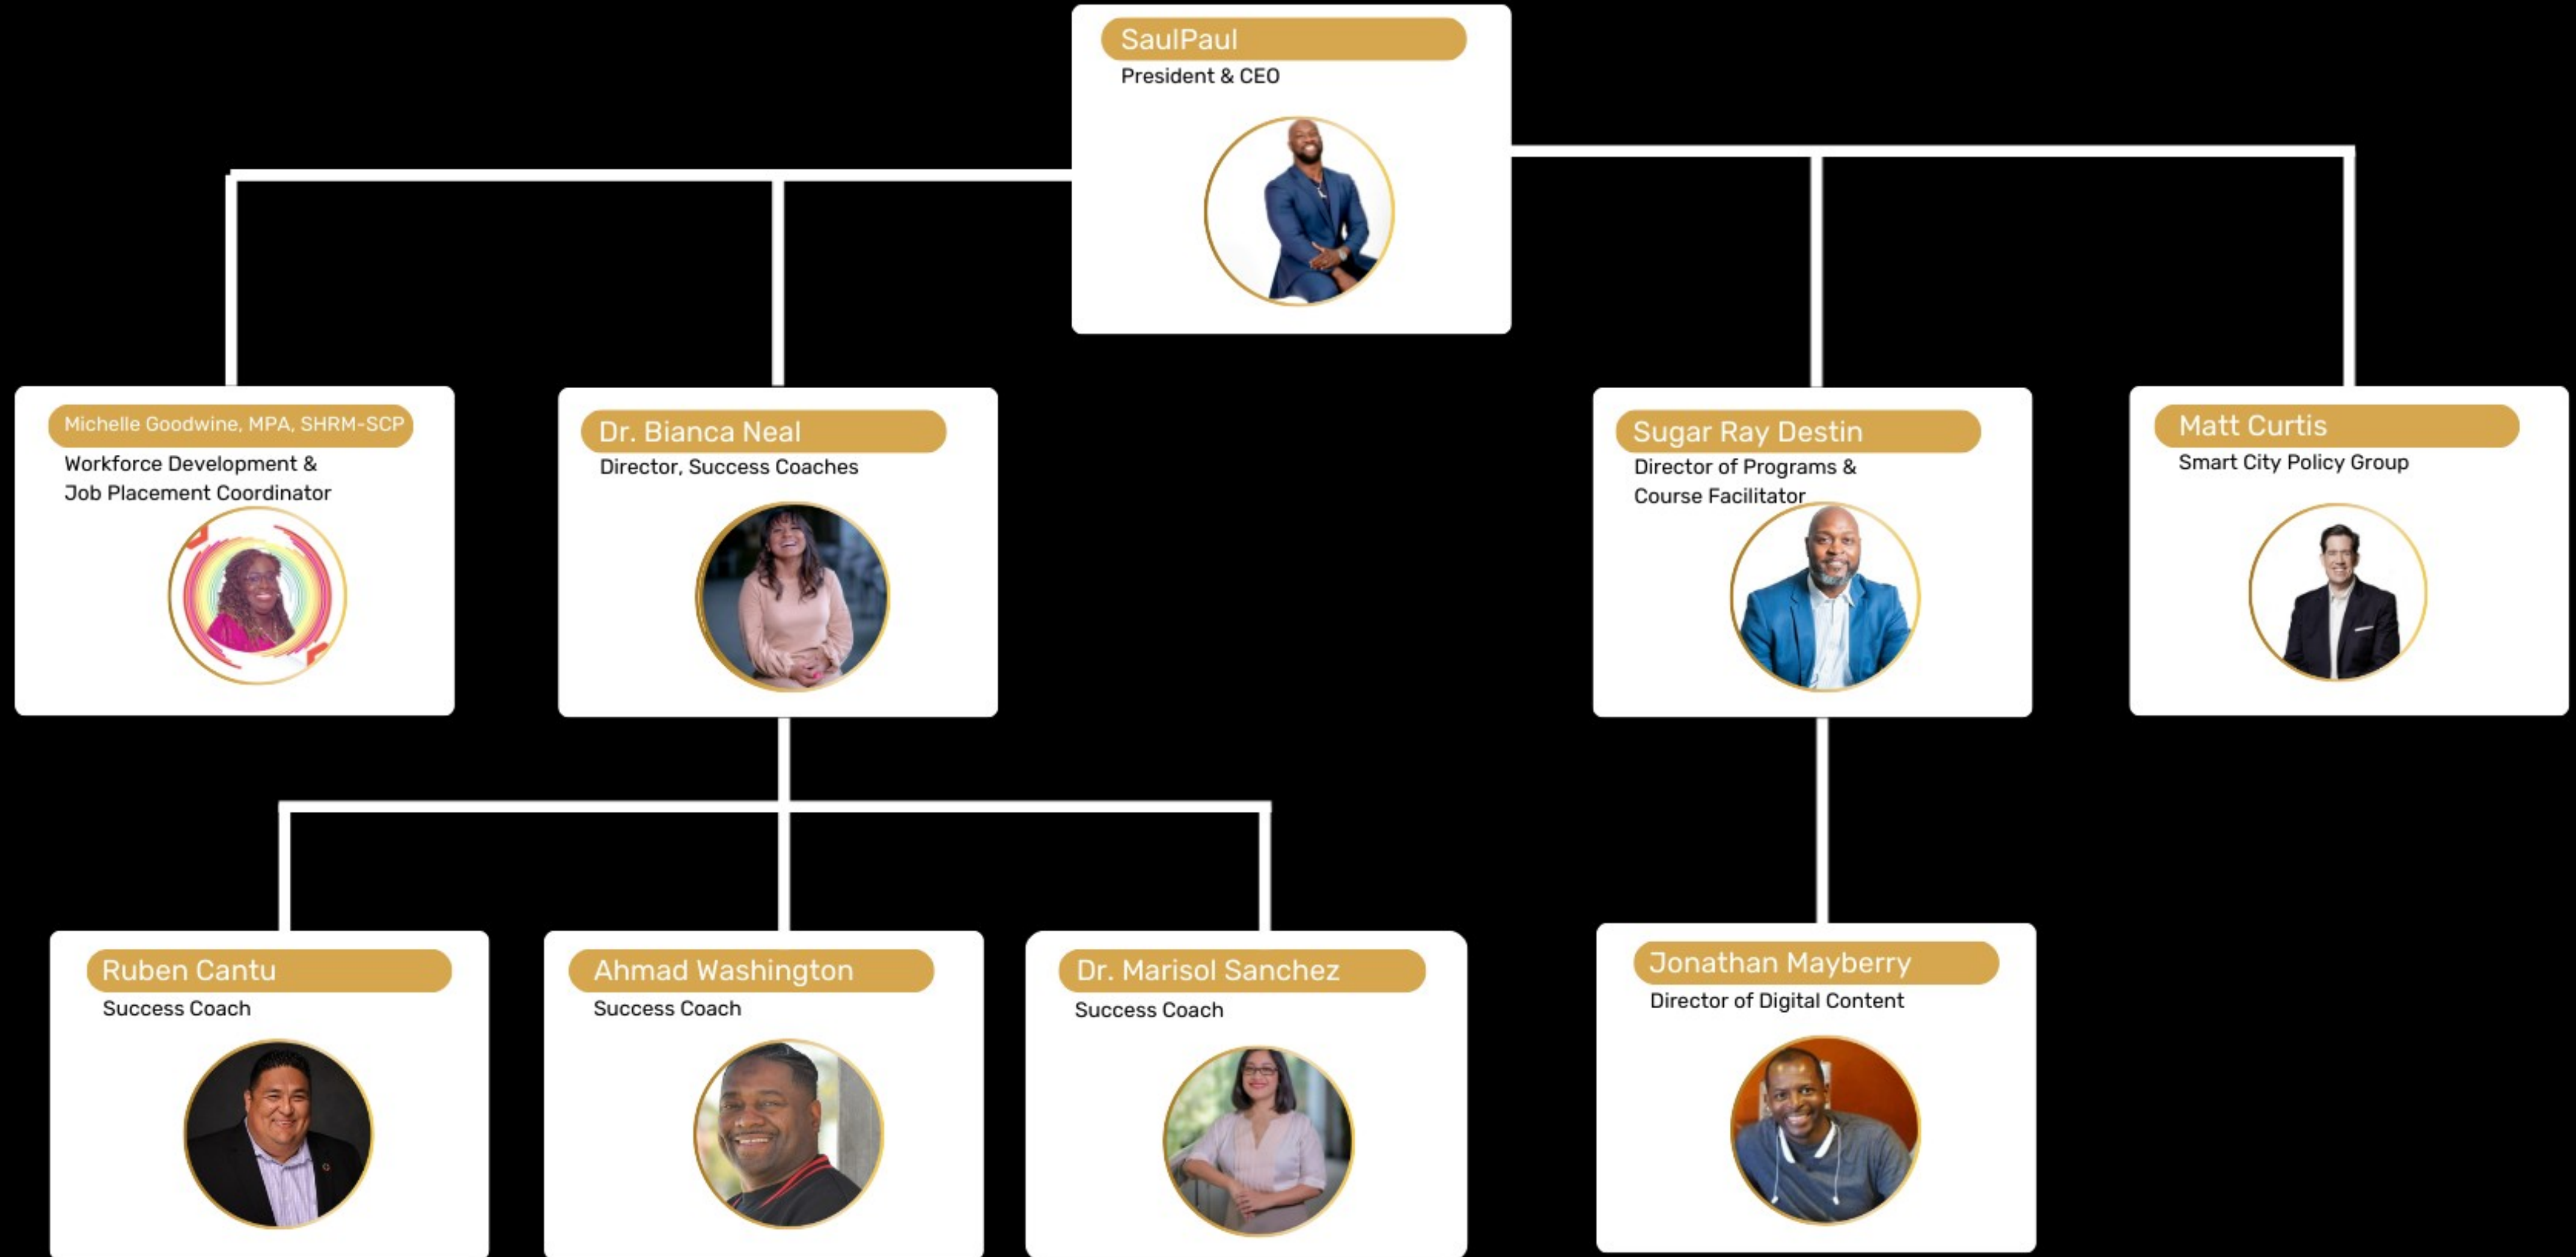 SaulPaul
President & CEO
Michelle Goodwine, MPA, SHRM-SCP
Workforce Development &
Job Placement Coordinator
Dr. Bianca Neal
Director, Success Coaches
Sugar Ray Destin
Director of Programs &
Course Facilitator
Matt Curtis
Smart City Policy Group
Ruben Cantu
Success Coach
Ahmad Washington
Success Coach
Dr. Marisol Sanchez
Success Coach
Jonathan Mayberry
Director of Digital Content